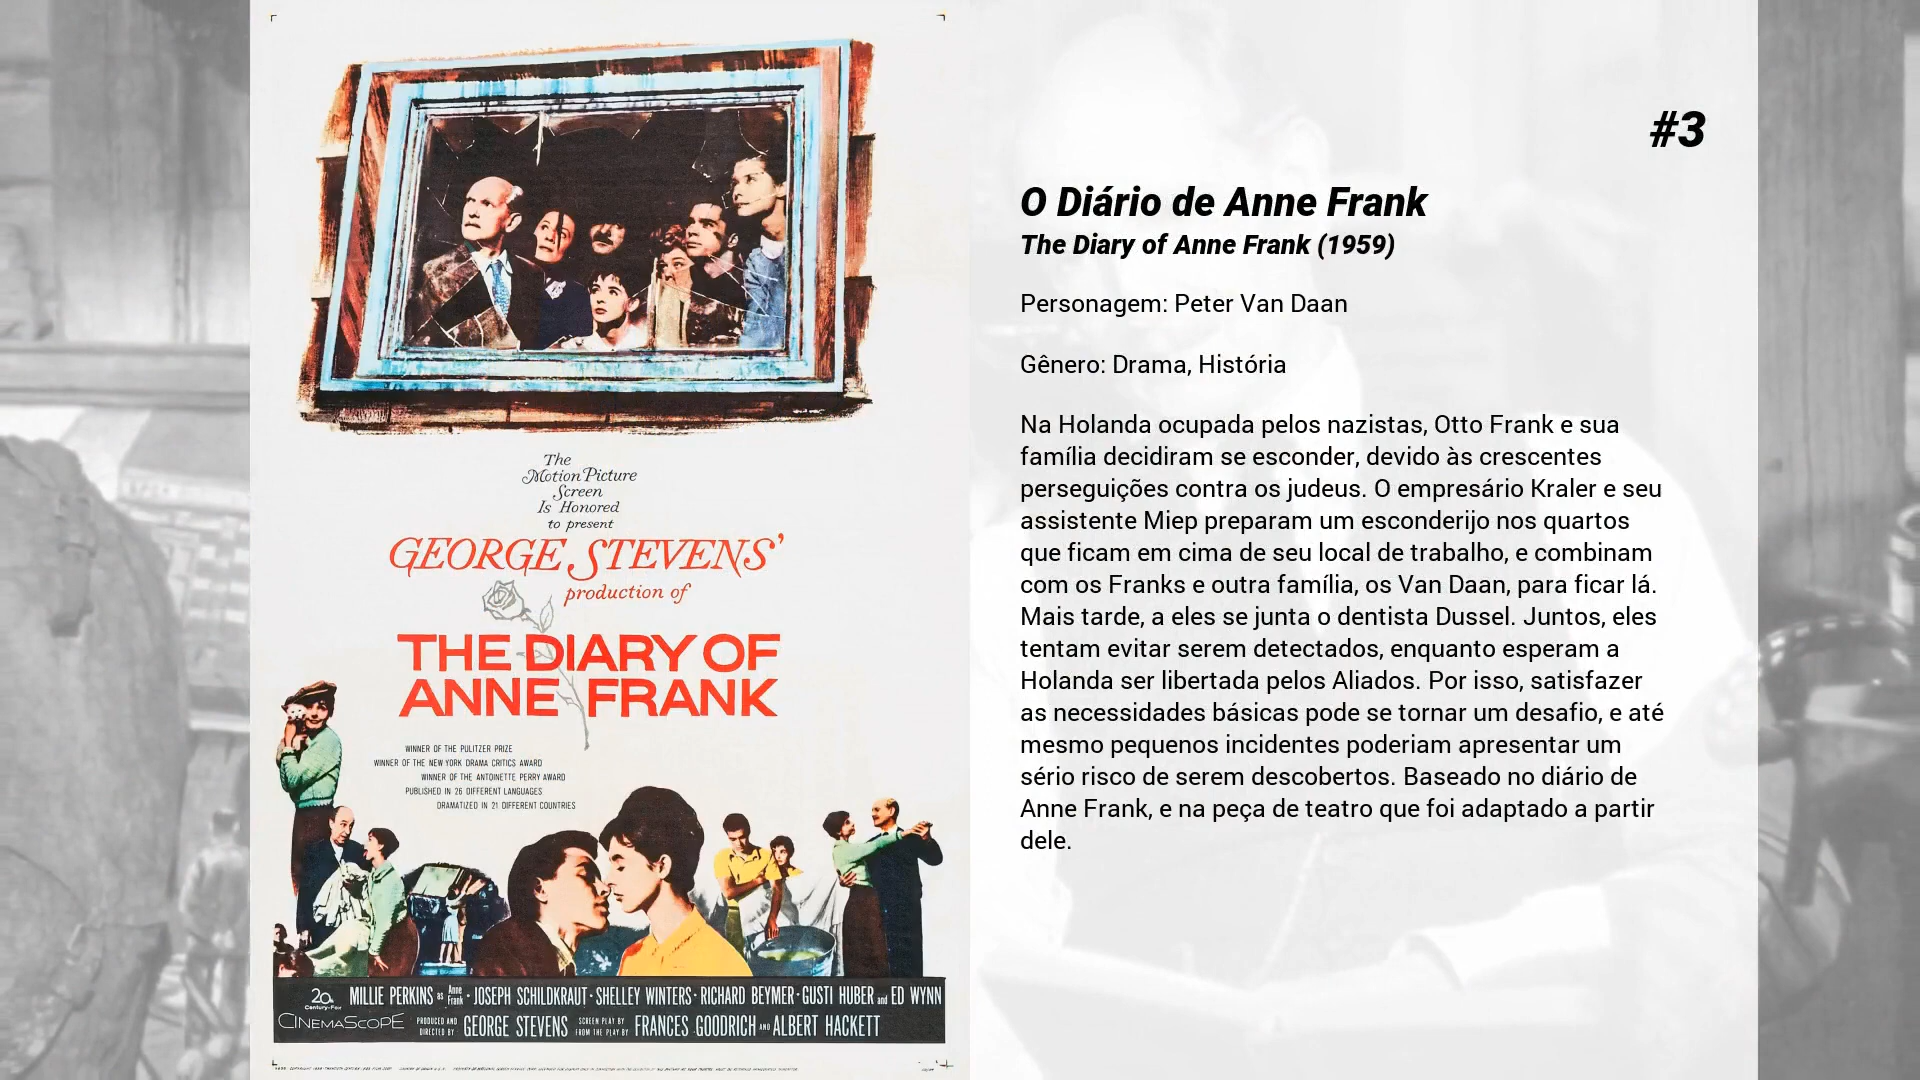 The
Motion Picture
Screen
Is Honored
to present
GEORGE STEVENS'
production of
THE DIARY OF
ANNE FRANK
WINNER OF THE PULITZER PRIZE
WINNER OF THE NEW YORK DRAMA CRITICS AWARD
WINNER OF THE ANTOINETTE PERRY AWARD
PUBLISHED IN 26 DIFFERENT LANGUAGES
DRAMATIZED IN 21 DIFFERENT COUNTRIES
20th Century-Fox
CINEMASCOPE
MILLIE PERKINS as Anne Frank · JOSEPH SCHILDKRAUT · SHELLEY WINTERS · RICHARD BEYMER · GUSTI HUBER and ED WYNN
PRODUCED AND DIRECTED BY GEORGE STEVENS SCREEN PLAY BY FROM THE PLAY BY FRANCES GOODRICH AND ALBERT HACKETT
#3
O Diário de Anne Frank
The Diary of Anne Frank (1959)
Personagem: Peter Van Daan
Gênero: Drama, História
Na Holanda ocupada pelos nazistas, Otto Frank e sua
família decidiram se esconder, devido às crescentes
perseguições contra os judeus. O empresário Kraler e seu
assistente Miep preparam um esconderijo nos quartos
que ficam em cima de seu local de trabalho, e combinam
com os Franks e outra família, os Van Daan, para ficar lá.
Mais tarde, a eles se junta o dentista Dussel. Juntos, eles
tentam evitar serem detectados, enquanto esperam a
Holanda ser libertada pelos Aliados. Por isso, satisfazer
as necessidades básicas pode se tornar um desafio, e até
mesmo pequenos incidentes poderiam apresentar um
sério risco de serem descobertos. Baseado no diário de
Anne Frank, e na peça de teatro que foi adaptado a partir
dele.